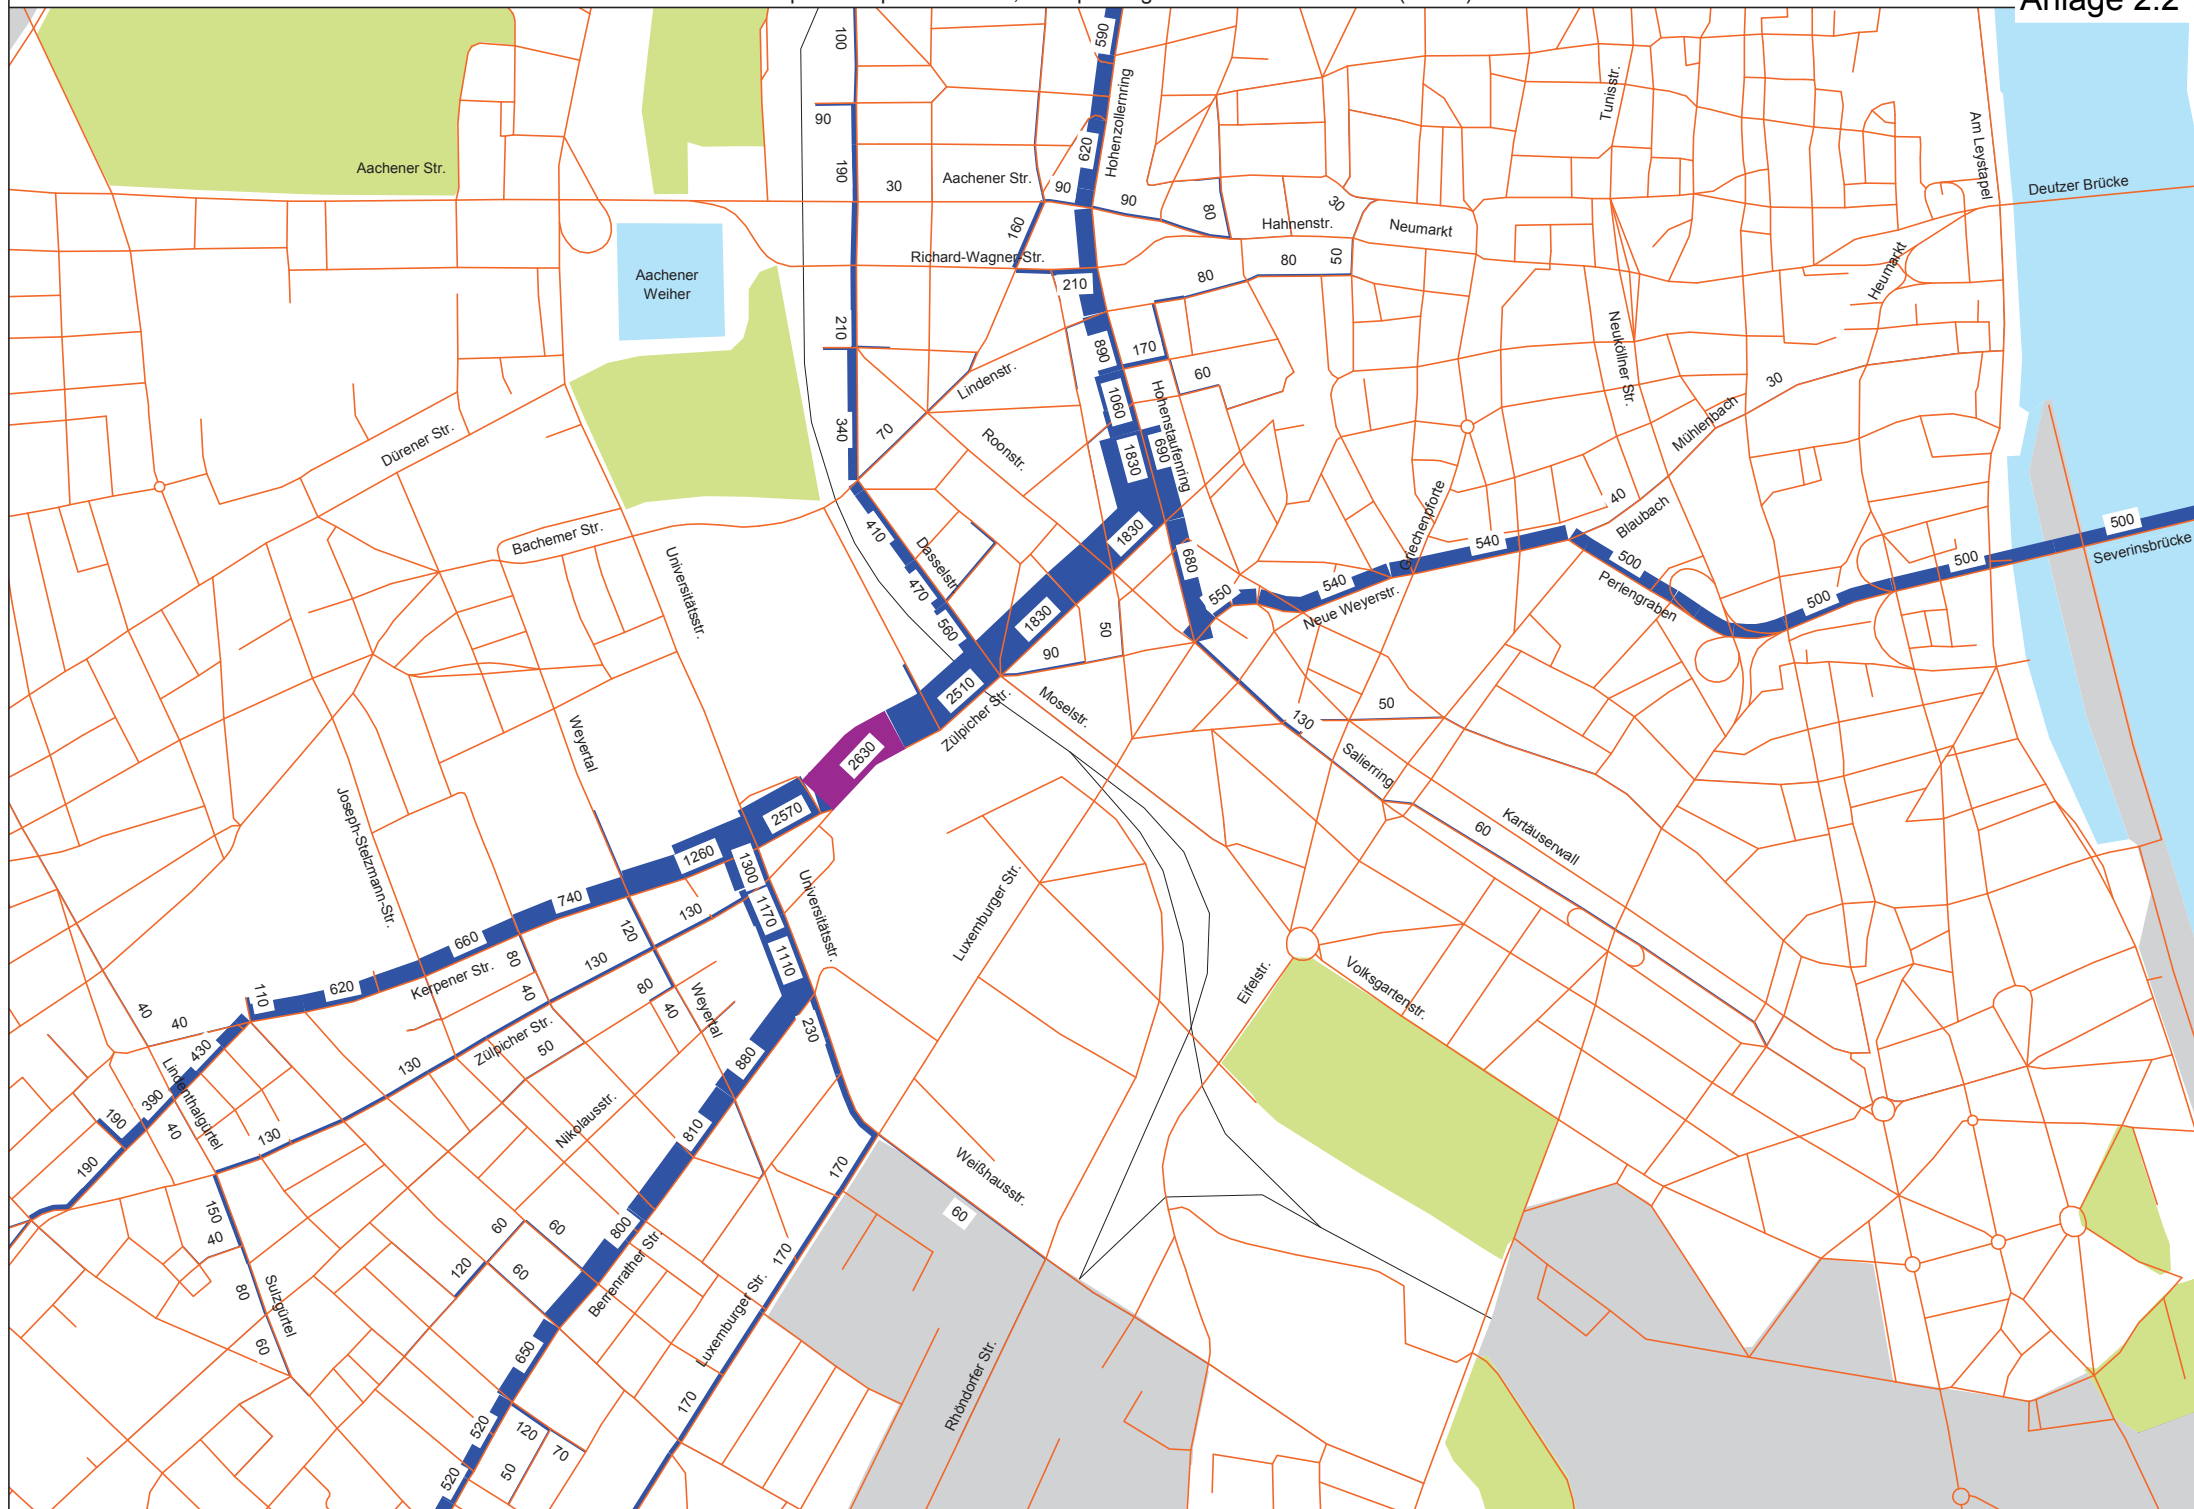 Anlage 2.2
100
590
Hohenzollernring
Tunisstr.
90
Am Leystapel
620
Aachener Str.
190
30
Aachener Str.
90
90
80
30
Deutzer Brücke
160
Hahnenstr.
Neumarkt
Richard-Wagner-Str.
50
80
80
Heumarkt
Aachener
Weiher
210
210
890
170
Neuköllner Str.
Lindenstr.
60
30
1060
Hohenstaufenring
340
70
Dürener Str.
Roonstr.
1830
690
Mühlenbach
40
Griechenpforte
Blaubach
500
Bachemer Str.
410
1830
540
Severinsbrücke
Universitätsstr.
Dasselstr.
680
500
500
470
550
540
Perlengraben
500
Neue Weyerstr.
560
1830
50
90
2510
Moselstr.
50
130
Zülpicher Str.
Weyertal
2630
Salierring
Joseph-Stelzmann-Str.
2570
60
Kartäuserwall
1260
1300
740
Universitätsstr.
Luxemburger Str.
130
1170
120
660
80
130
1110
Kerpener Str.
Eifelstr.
Volksgartenstr.
110
620
40
80
40
40
40
Weyertal
230
Zülpicher Str.
50
430
130
880
Lindenthalgürtel
390
190
40
130
Nikolausstr.
810
190
170
Weißhausstr.
150
40
60
60
800
60
Berrenrather Str.
170
120
60
80
Sulzgürtel
60
650
Luxemburger Str.
Rhöndorfer Str.
170
520
120
70
50
520